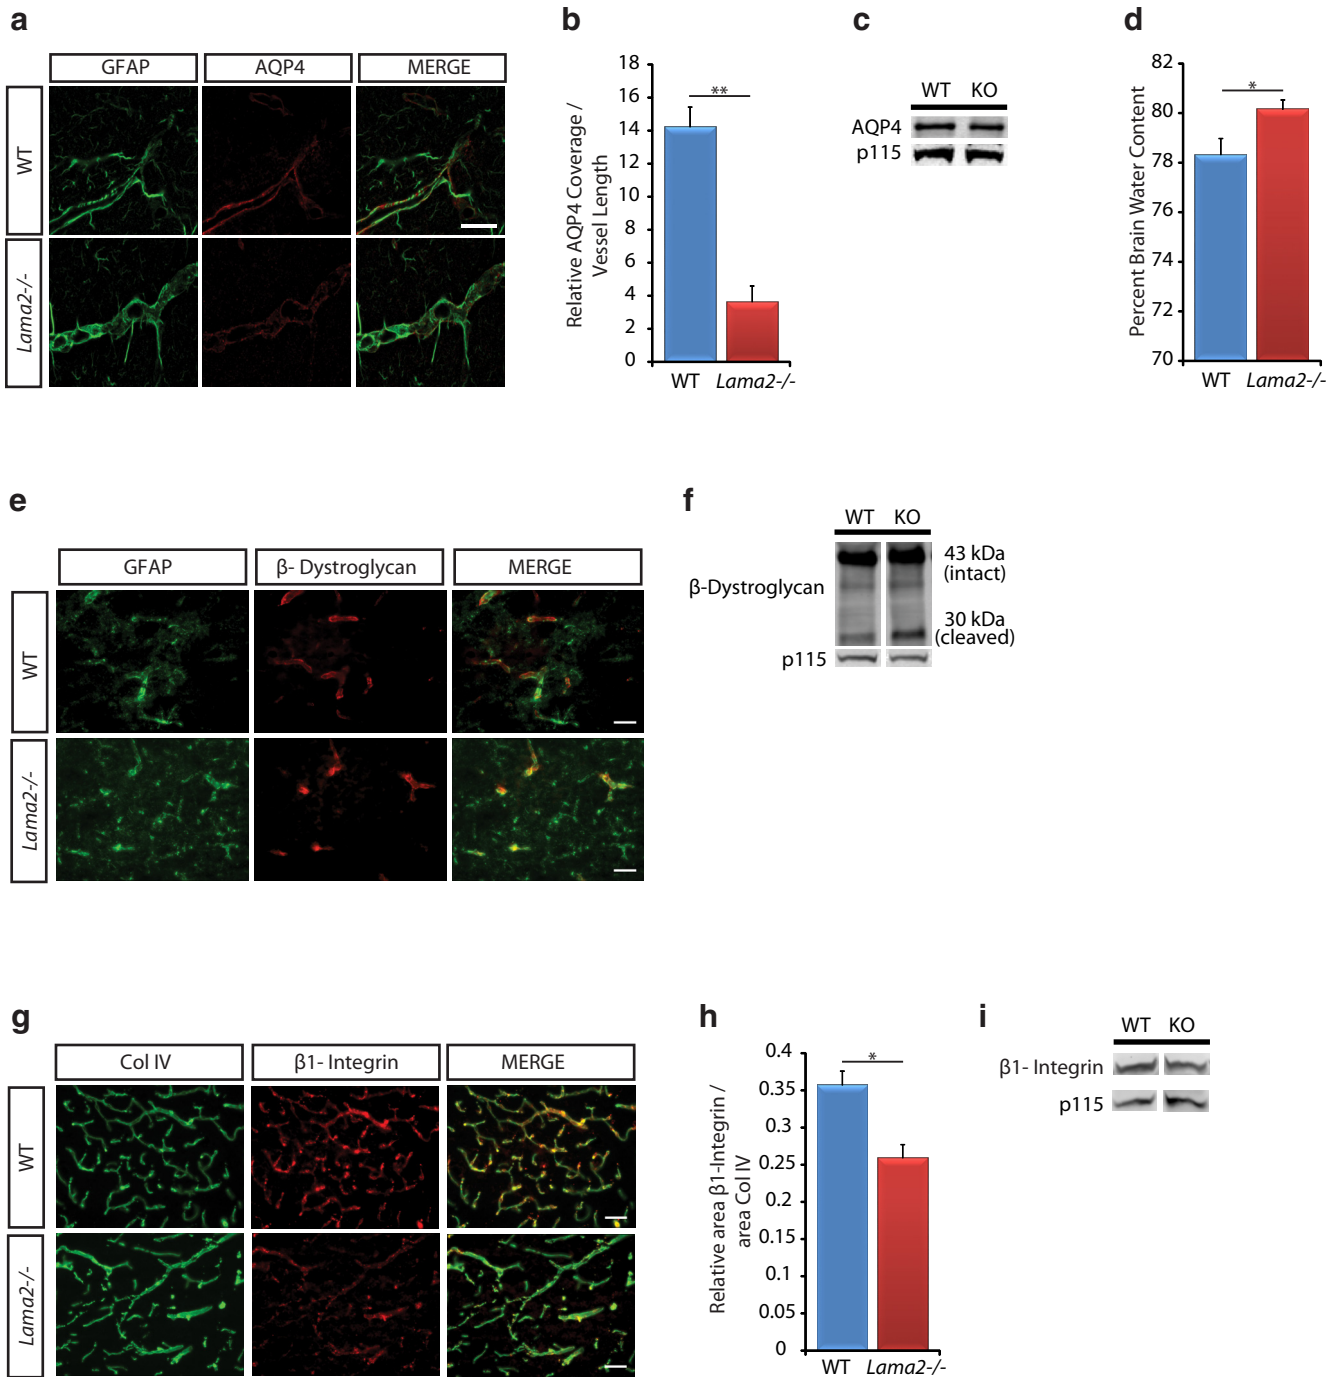 a
GFAP AQP4 MERGE
WT
Lama2-/-
b
Relative AQP4 Coverage /
Vessel Length
18
16
14
12
10
8
6
4
2
0
**
WT Lama2-/-
c
WT KO
AQP4
p115
d
Percent Brain Water Content
82
80
78
76
74
72
70
*
WT Lama2-/-
e
GFAP β- Dystroglycan MERGE
WT
Lama2-/-
f
WT KO
β-Dystroglycan
43 kDa
(intact)
30 kDa
(cleaved)
p115
g
Col IV β1- Integrin MERGE
WT
Lama2-/-
h
Relative area β1-Integrin /
area Col IV
0.4
0.35
0.3
0.25
0.2
0.15
0.1
0.05
0
*
WT Lama2-/-
i
WT KO
β1- Integrin
p115